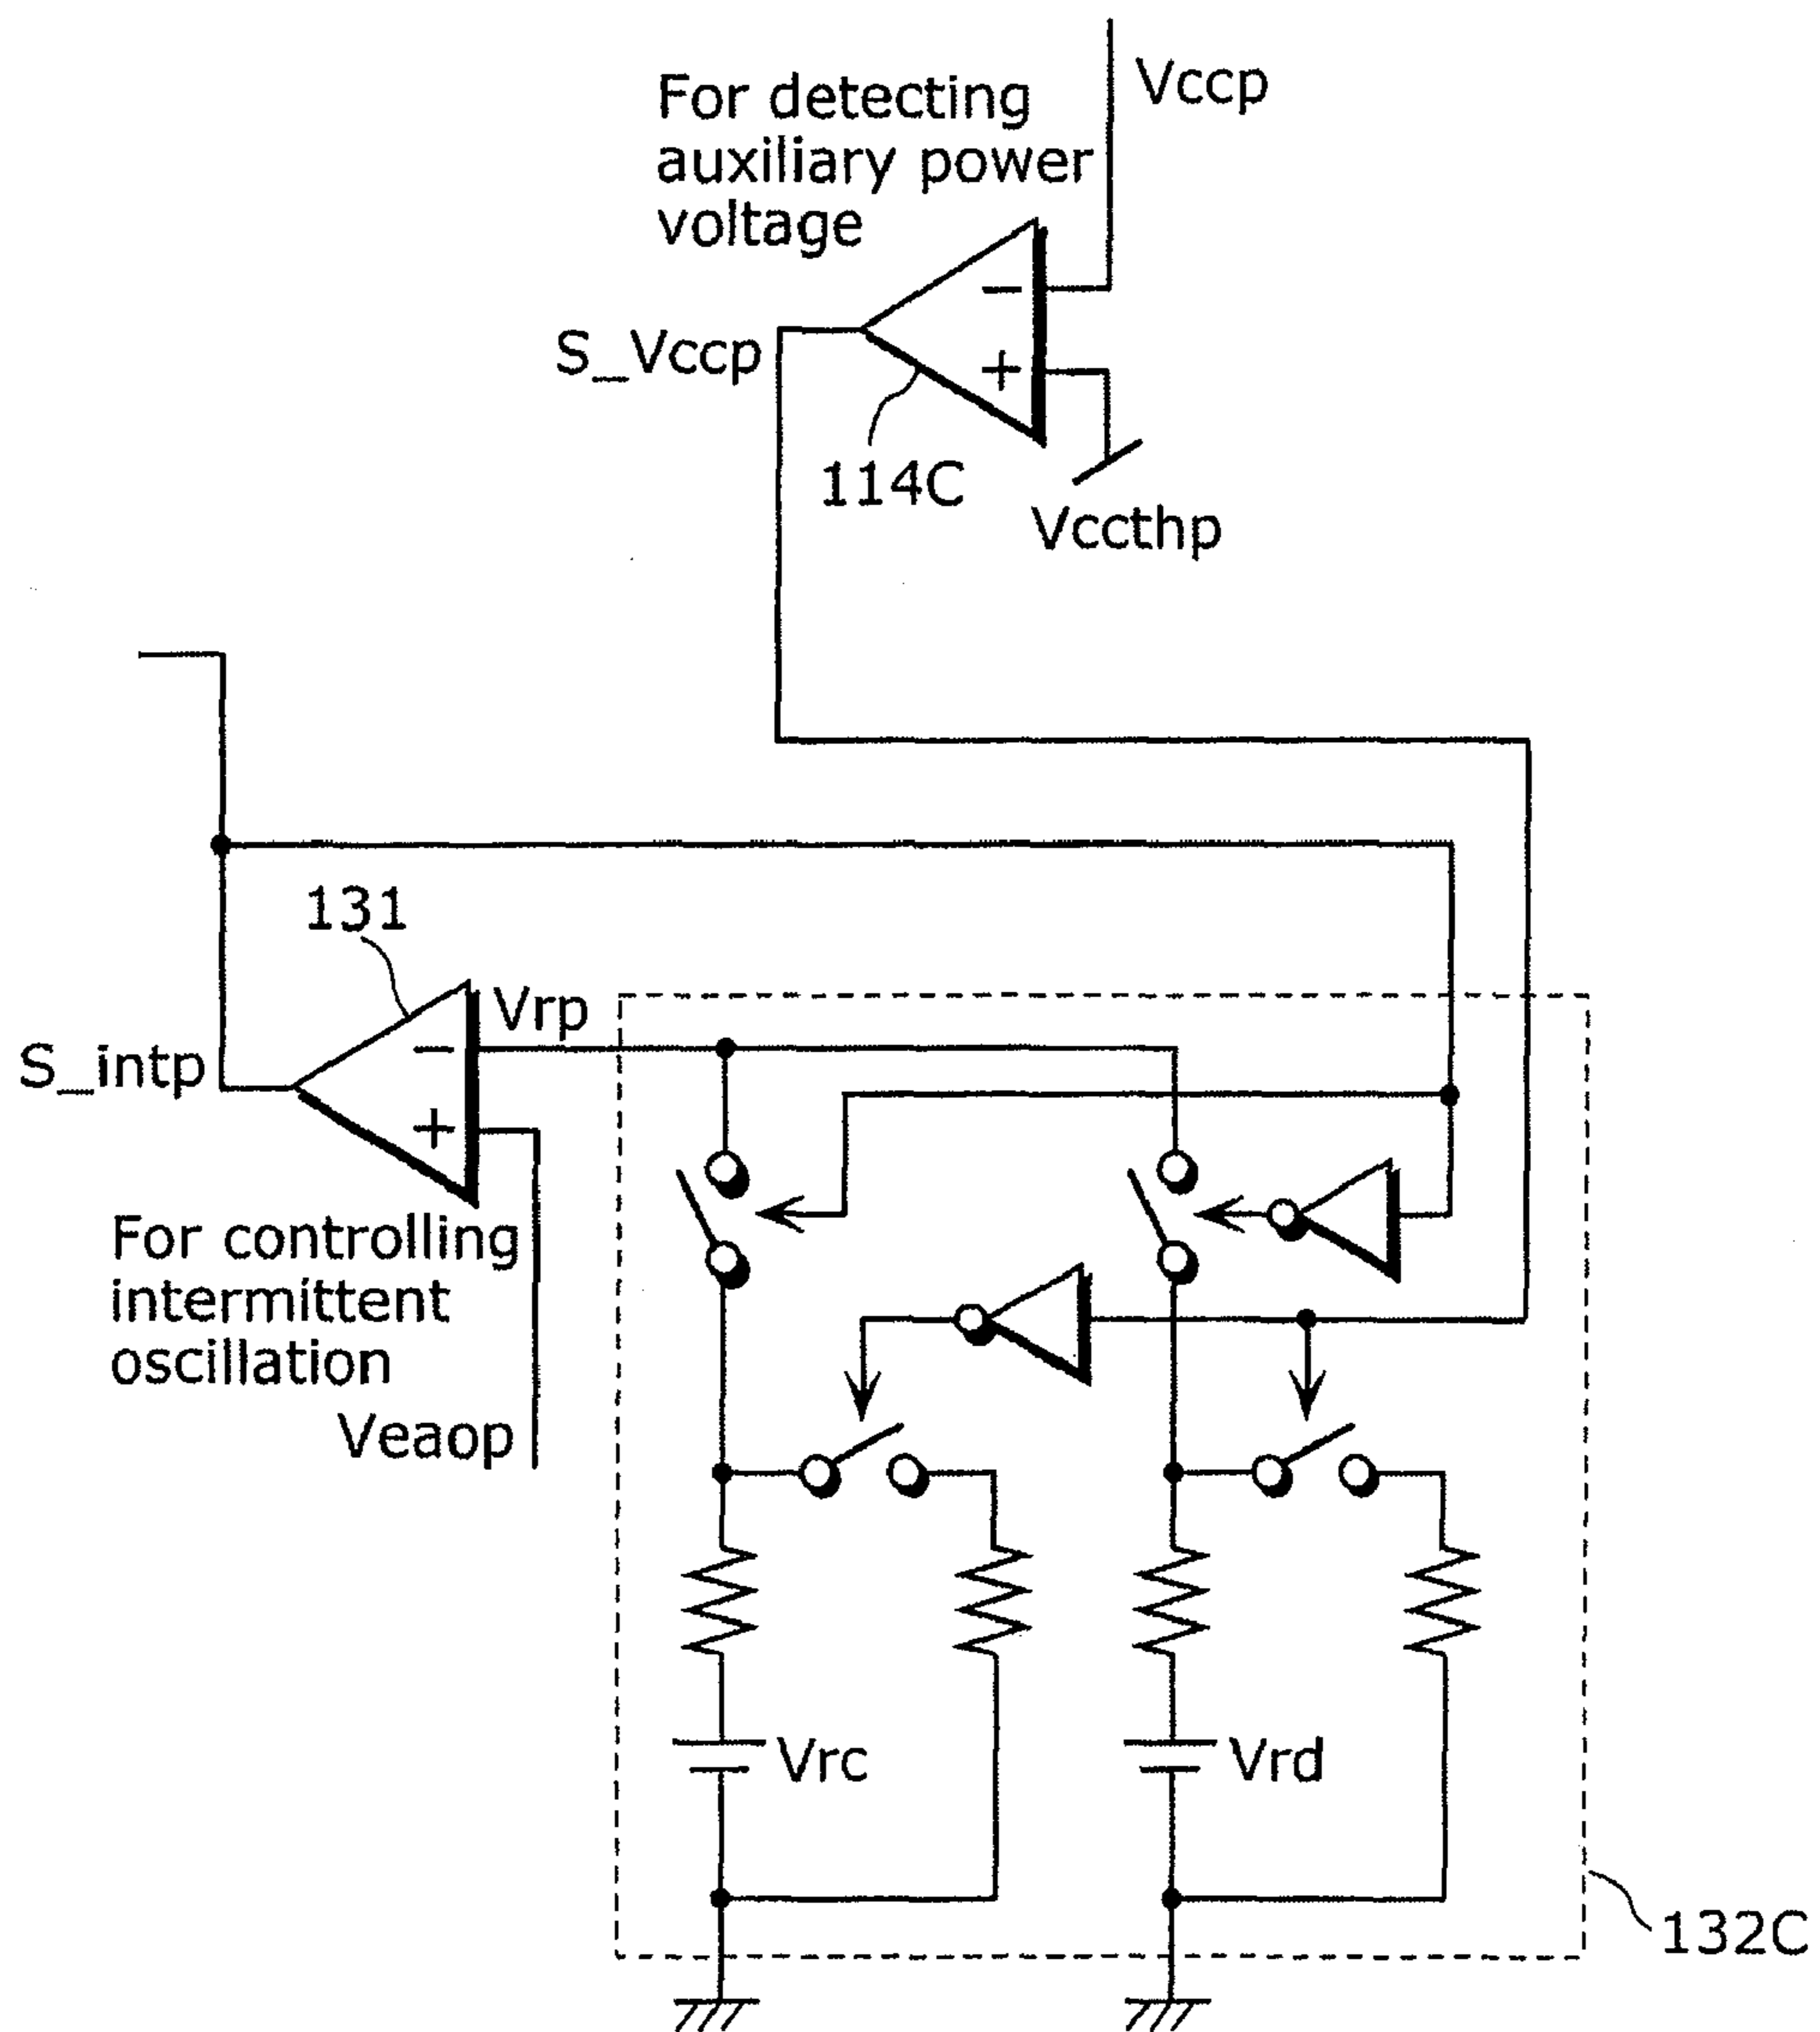 Vccp
For detecting
auxiliary power
voltage
−
S_Vccp
+
114C
Vccthp
131
Vrp
−
S_intp
+
For controlling
intermittent
oscillation
Veaop
Vrc
Vrd
132C